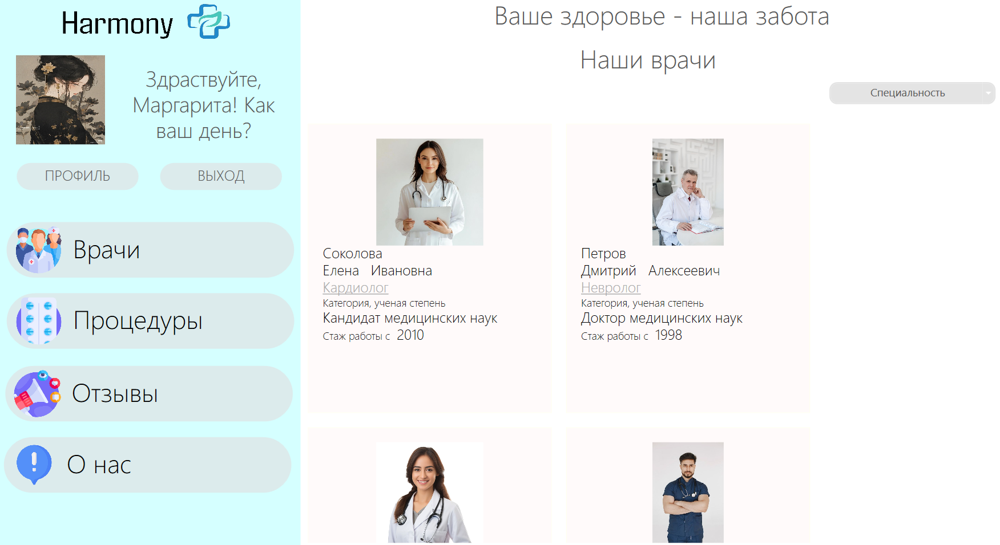 Harmony
Здраствуйте,
Маргарита! Как
ваш день?
ПРОФИЛЬ
ВЫХОД
Врачи
Процедуры
Отзывы
О нас
Ваше здоровье - наша забота
Наши врачи
Специальность
Соколова
Елена Ивановна
Кардиолог
Категория, ученая степень
Кандидат медицинских наук
Стаж работы с 2010
Петров
Дмитрий Алексеевич
Невролог
Категория, ученая степень
Доктор медицинских наук
Стаж работы с 1998